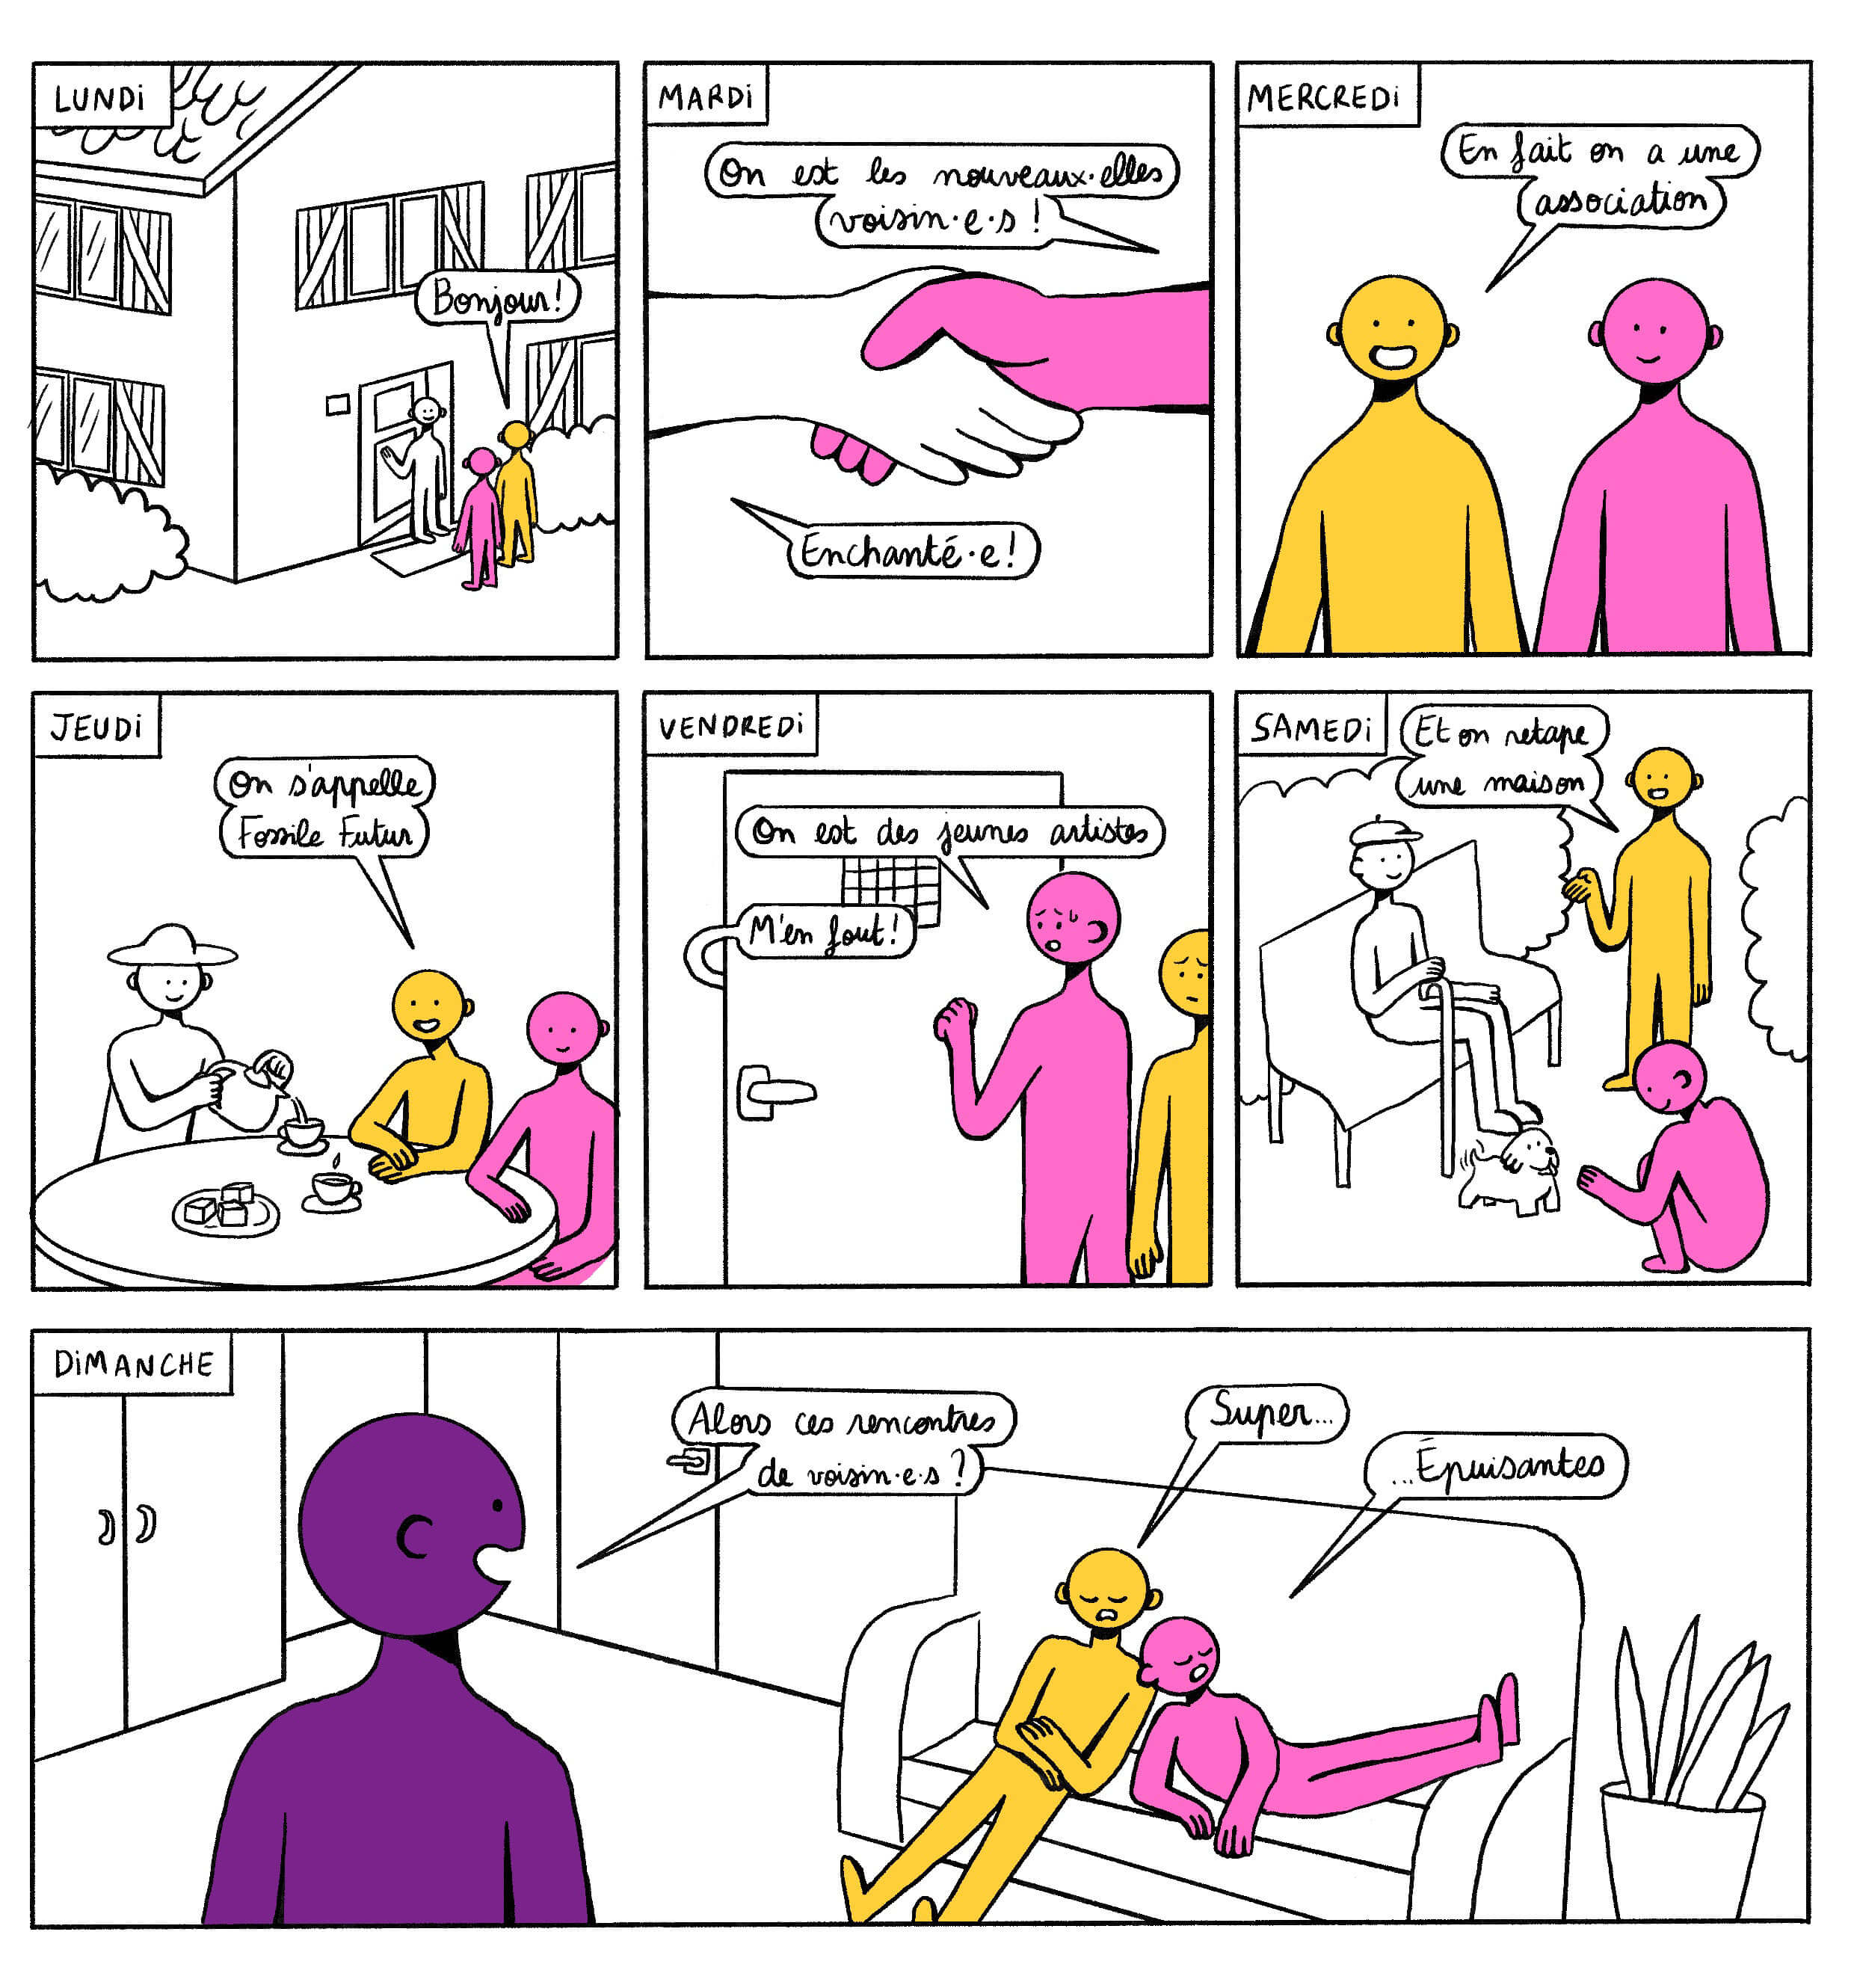 LUNDi
Bonjour!
MARDi
On est les nouveaux·elles
voisin·e·s !
Enchanté·e!
MERCREDi
En fait on a une
association
JEUDi
On s'appelle
Fossile Futur
VENDREDi
On est des jeunes artistes
M'en fout!
SAMEDi
Et on retape
une maison
DiMANCHE
Alors ces rencontres
de voisin·e·s ?
Super...
...Épuisantes